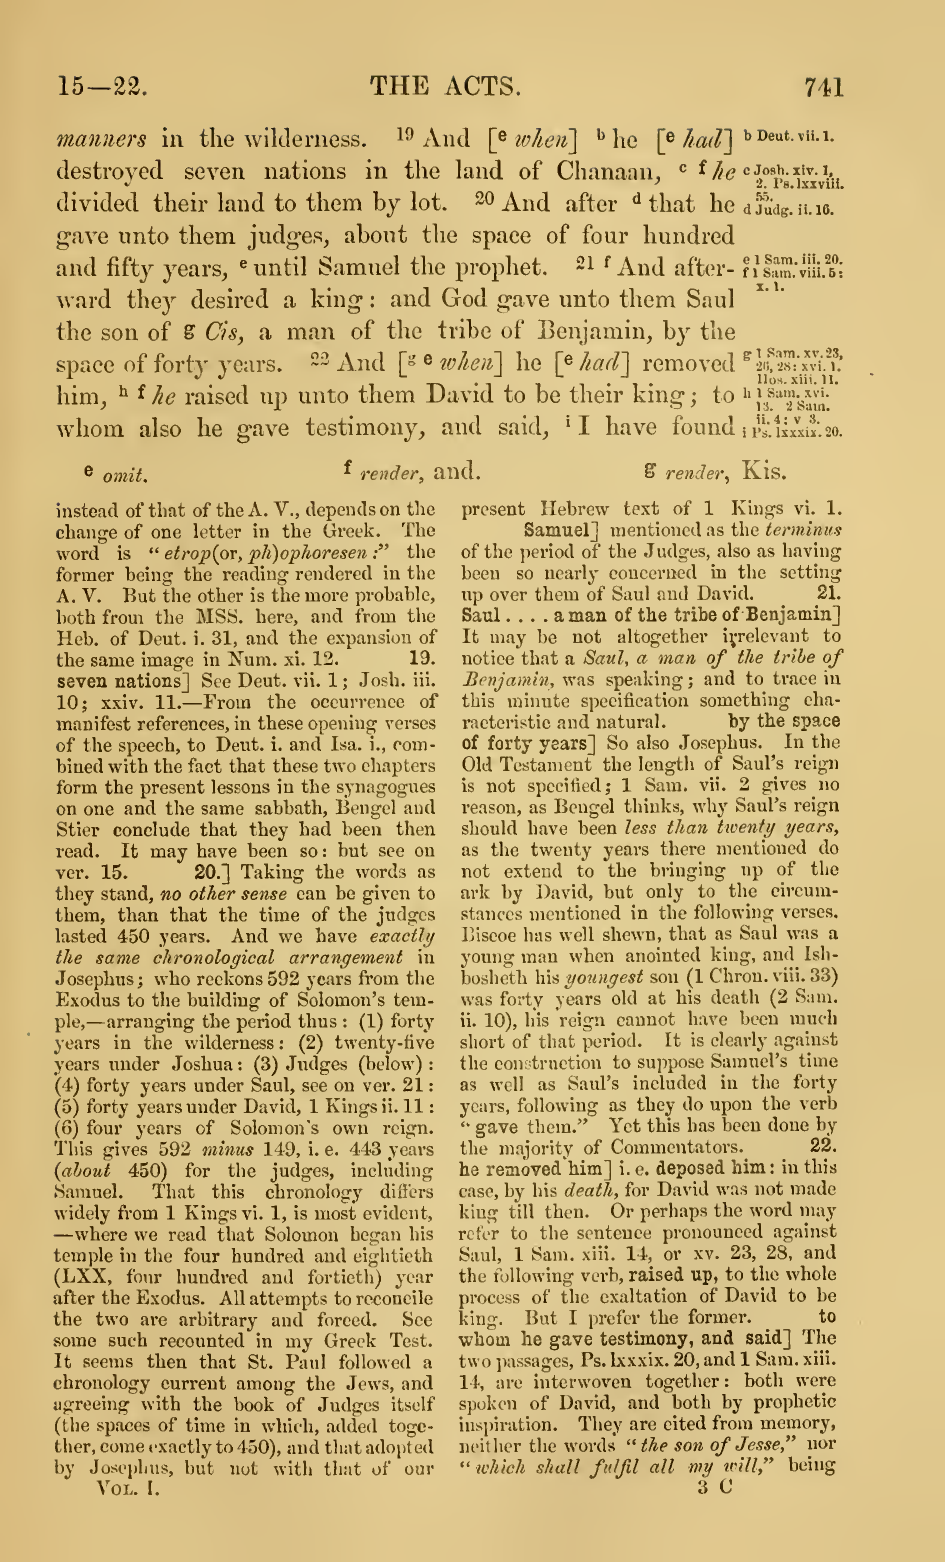 15—22. THE ACTS. 741
manners in the wilderness. 19 And [e when] b he [e had]
destroyed seven nations in the land of Chanaan, c f he
divided their land to them by lot. 20 And after d that he
gave unto them judges, about the space of four hundred
and fifty years, e until Samuel the prophet. 21 f And after-
ward they desired a king: and God gave unto them Saul
the son of g Cis, a man of the tribe of Benjamin, by the
space of forty years. 22 And [g e when] he [e had] removed
him, h f he raised up unto them David to be their king; to
whom also he gave testimony, and said, i I have found
b Deut. vii. 1.
c Josh. xiv. 1,
2. Ps. lxxviii.
55.
d Judg. ii. 16.
e 1 Sam. iii. 20.
f 1 Sam. viii. 5:
x. 1.
g 1 Sam. xv. 23,
26, 28: xvi. 1.
Hos. xiii. 11.
h 1 Sam. xvi.
13. 2 Sam.
ii. 4: v 3.
i Ps. lxxxix. 20.
e omit. f render, and. g render, Kis.
instead of that of the A. V., depends on the
change of one letter in the Greek. The
word is “etrop(or, ph)ophoresen:” the
former being the reading rendered in the
A. V. But the other is the more probable,
both from the MSS. here, and from the
Heb. of Deut. i. 31, and the expansion of
the same image in Num. xi. 12. 19.
seven nations] See Deut. vii. 1; Josh. iii.
10; xxiv. 11.—From the occurrence of
manifest references, in these opening verses
of the speech, to Deut. i. and Isa. i., com-
bined with the fact that these two chapters
form the present lessons in the synagogues
on one and the same sabbath, Bengel and
Stier conclude that they had been then
read. It may have been so: but see on
ver. 15. 20.] Taking the words as
they stand, no other sense can be given to
them, than that the time of the judges
lasted 450 years. And we have exactly
the same chronological arrangement in
Josephus; who reckons 592 years from the
Exodus to the building of Solomon's tem-
ple,—arranging the period thus: (1) forty
years in the wilderness: (2) twenty-five
years under Joshua: (3) Judges (below):
(4) forty years under Saul, see on ver. 21:
(5) forty years under David, 1 Kings ii. 11:
(6) four years of Solomon's own reign.
This gives 592 minus 149, i. e. 443 years
(about 450) for the judges, including
Samuel. That this chronology differs
widely from 1 Kings vi. 1, is most evident,
—where we read that Solomon began his
temple in the four hundred and eightieth
(LXX, four hundred and fortieth) year
after the Exodus. All attempts to reconcile
the two are arbitrary and forced. See
some such recounted in my Greek Test.
It seems then that St. Paul followed a
chronology current among the Jews, and
agreeing with the book of Judges itself
(the spaces of time in which, added toge-
ther, come exactly to 450), and that adopted
by Josephus, but not with that of our
VOL. I.
present Hebrew text of 1 Kings vi. 1.
Samuel] mentioned as the terminus
of the period of the Judges, also as having
been so nearly concerned in the setting
up over them of Saul and David. 21.
Saul . . . . a man of the tribe of Benjamin]
It may be not altogether irrelevant to
notice that a Saul, a man of the tribe of
Benjamin, was speaking; and to trace in
this minute specification something cha-
racteristic and natural. by the space
of forty years] So also Josephus. In the
Old Testament the length of Saul's reign
is not specified; 1 Sam. vii. 2 gives no
reason, as Bengel thinks, why Saul's reign
should have been less than twenty years,
as the twenty years there mentioned do
not extend to the bringing up of the
ark by David, but only to the circum-
stances mentioned in the following verses.
Biscoe has well shewn, that as Saul was a
young man when anointed king, and Ish-
bosheth his youngest son (1 Chron. viii. 33)
was forty years old at his death (2 Sam.
ii. 10), his reign cannot have been much
short of that period. It is clearly against
the construction to suppose Samuel's time
as well as Saul's included in the forty
years, following as they do upon the verb
“gave them.” Yet this has been done by
the majority of Commentators. 22.
he removed him] i. e. deposed him: in this
case, by his death, for David was not made
king till then. Or perhaps the word may
refer to the sentence pronounced against
Saul, 1 Sam. xiii. 14, or xv. 23, 28, and
the following verb, raised up, to the whole
process of the exaltation of David to be
king. But I prefer the former. to
whom he gave testimony, and said] The
two passages, Ps. lxxxix. 20, and 1 Sam. xiii.
14, are interwoven together: both were
spoken of David, and both by prophetic
inspiration. They are cited from memory,
neither the words “the son of Jesse,” nor
“which shall fulfil all my will,” being
3 C